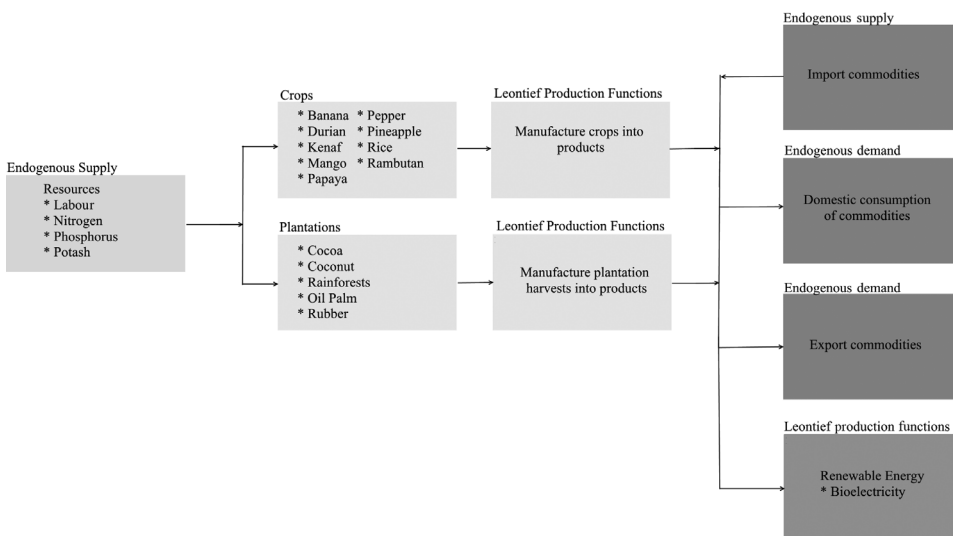 Endogenous Supply
Resources
* Labour
* Nitrogen
* Phosphorus
* Potash
Crops
* Banana * Pepper
* Durian * Pineapple
* Kenaf * Rice
* Mango * Rambutan
* Papaya
Plantations
* Cocoa
* Coconut
* Rainforests
* Oil Palm
* Rubber
Leontief Production Functions
Manufacture crops into
products
Leontief Production Functions
Manufacture plantation
harvests into products
Endogenous supply
Import commodities
Endogenous demand
Domestic consumption
of commodities
Endogenous demand
Export commodities
Leontief production functions
Renewable Energy
* Bioelectricity